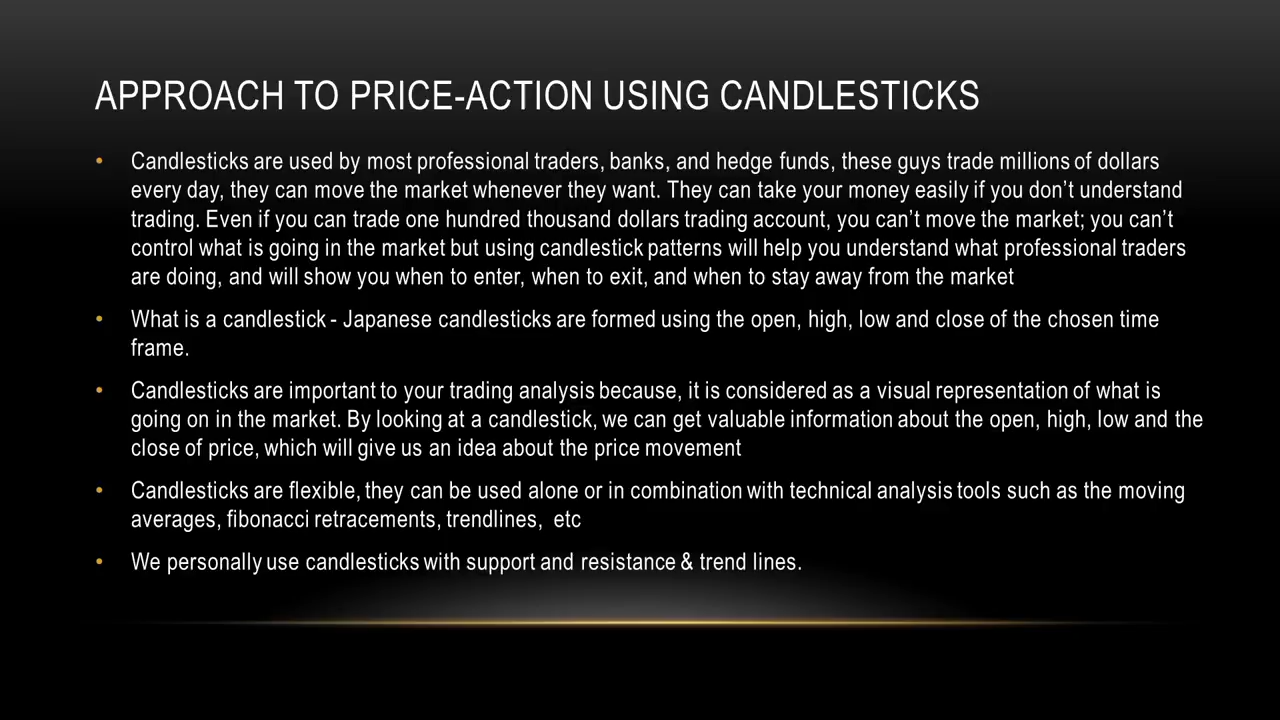 APPROACH TO PRICE-ACTION USING CANDLESTICKS
• Candlesticks are used by most professional traders, banks, and hedge funds, these guys trade millions of dollars
every day, they can move the market whenever they want. They can take your money easily if you don't understand
trading. Even if you can trade one hundred thousand dollars trading account, you can't move the market; you can't
control what is going in the market but using candlestick patterns will help you understand what professional traders
are doing, and will show you when to enter, when to exit, and when to stay away from the market
• What is a candlestick - Japanese candlesticks are formed using the open, high, low and close of the chosen time
frame.
• Candlesticks are important to your trading analysis because, it is considered as a visual representation of what is
going on in the market. By looking at a candlestick, we can get valuable information about the open, high, low and the
close of price, which will give us an idea about the price movement
• Candlesticks are flexible, they can be used alone or in combination with technical analysis tools such as the moving
averages, fibonacci retracements, trendlines,  etc
• We personally use candlesticks with support and resistance & trend lines.